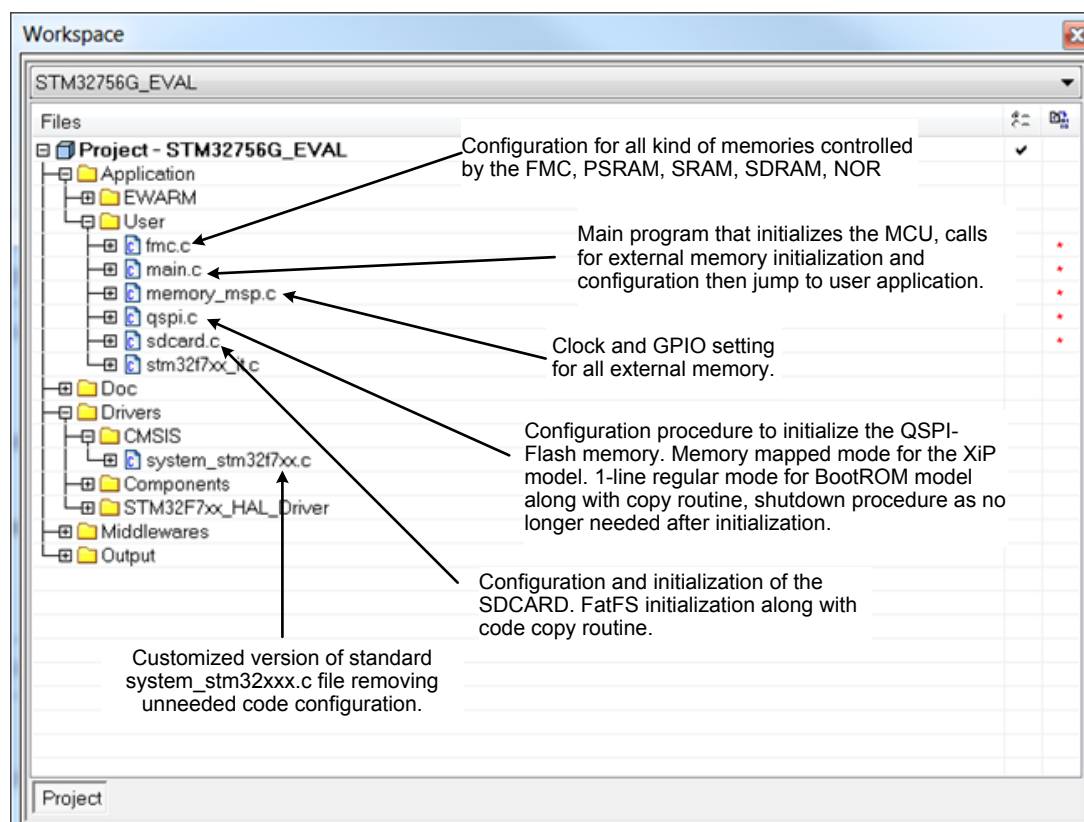 Workspace
STM32756G_EVAL
Files
Project - STM32756G_EVAL
Configuration for all kind of memories controlled
by the FMC, PSRAM, SRAM, SDRAM, NOR
Application
EWARM
User
fmc.c
main.c
memory_msp.c
qspi.c
sdcard.c
stm32f7xx_it.c
Main program that initializes the MCU, calls
for external memory initialization and
configuration then jump to user application.
Clock and GPIO setting
for all external memory.
Doc
Drivers
CMSIS
system_stm32f7xx.c
Components
STM32F7xx_HAL_Driver
Middlewares
Output
Configuration procedure to initialize the QSPI-
Flash memory. Memory mapped mode for the XiP
model. 1-line regular mode for BootROM model
along with copy routine, shutdown procedure as no
longer needed after initialization.
Configuration and initialization of the
SDCARD. FatFS initialization along with
code copy routine.
Customized version of standard
system_stm32xxx.c file removing
unneeded code configuration.
Project